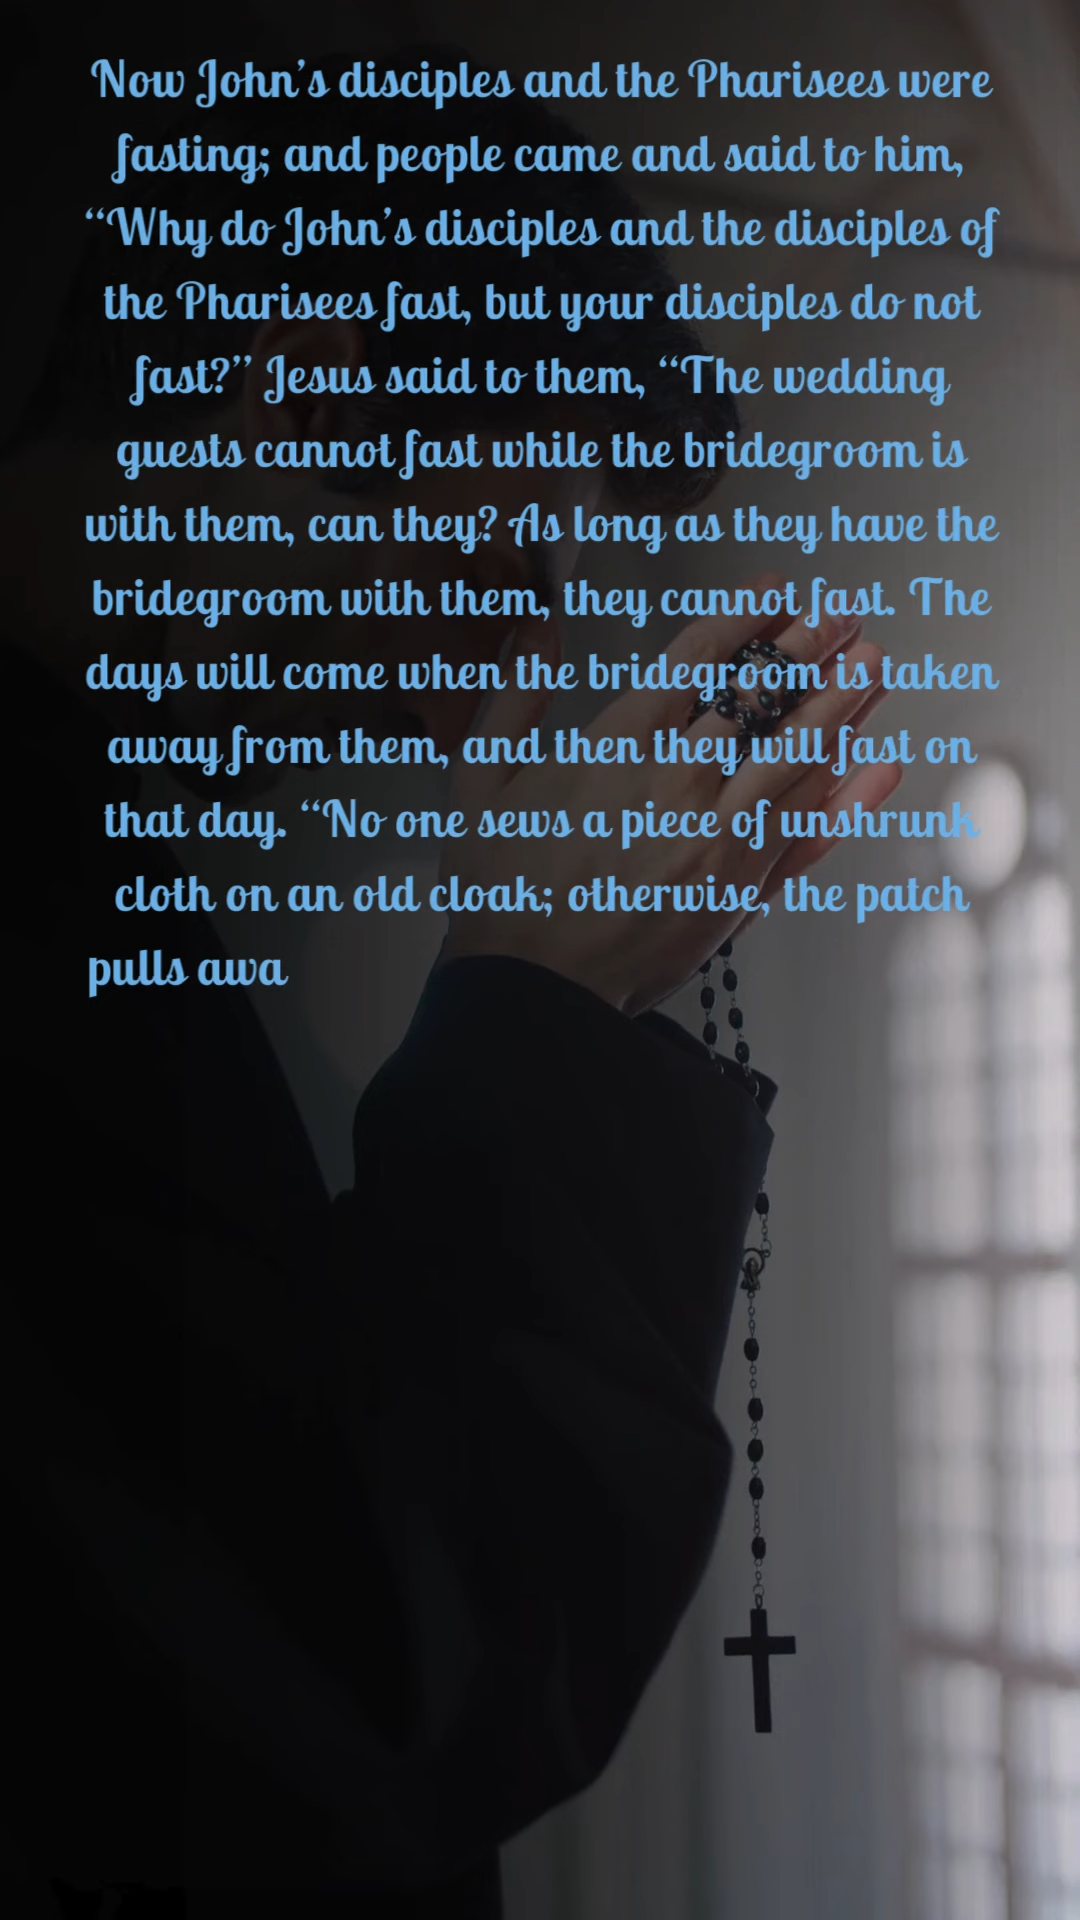 Now John’s disciples and the Pharisees were
fasting; and people came and said to him,
“Why do John’s disciples and the disciples of
the Pharisees fast, but your disciples do not
fast?” Jesus said to them, “The wedding
guests cannot fast while the bridegroom is
with them, can they? As long as they have the
bridegroom with them, they cannot fast. The
days will come when the bridegroom is taken
away from them, and then they will fast on
that day. “No one sews a piece of unshrunk
cloth on an old cloak; otherwise, the patch
pulls awa